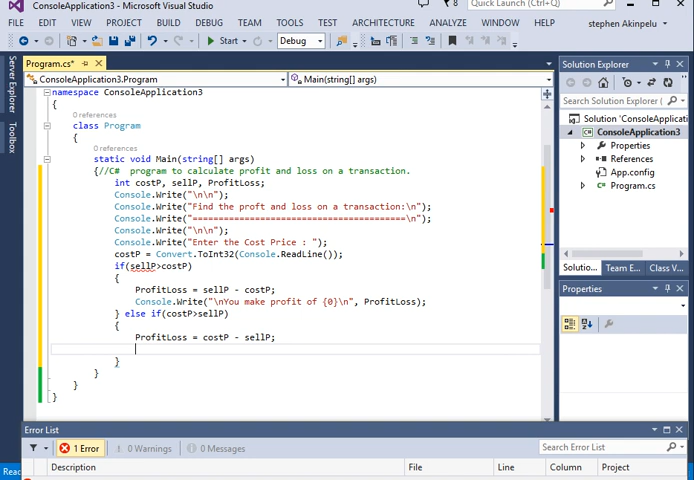 ConsoleApplication3 - Microsoft Visual Studio
8
Quick Launch (Ctrl+Q)
FILE EDIT VIEW PROJECT BUILD DEBUG TEAM TOOLS TEST ARCHITECTURE ANALYZE WINDOW HELP stephen Akinpelu
Start Debug
Server Explorer
Toolbox
Program.cs*
ConsoleApplication3.Program
Main(string[] args)
namespace ConsoleApplication3
{
0 references
class Program
{
0 references
static void Main(string[] args)
{//C#  program to calculate profit and loss on a transaction.
int costP, sellP, ProfitLoss;
Console.Write("\n\n");
Console.Write("Find the proft and loss on a transaction:\n");
Console.Write("=========================================\n");
Console.Write("\n\n");
Console.Write("Enter the Cost Price : ");
costP = Convert.ToInt32(Console.ReadLine());
if(sellP>costP)
{
ProfitLoss = sellP - costP;
Console.Write("\nYou make profit of {0}\n", ProfitLoss);
} else if(costP>sellP)
{
ProfitLoss = costP - sellP;
}
}
}
}
Solution Explorer
Search Solution Explorer
Solution 'ConsoleApplicati
ConsoleApplication3
Properties
References
App.config
Program.cs
Solutio... Team E... Class V...
Properties
Error List
1 Error 0 Warnings 0 Messages
Search Error List
Description File Line Column Project